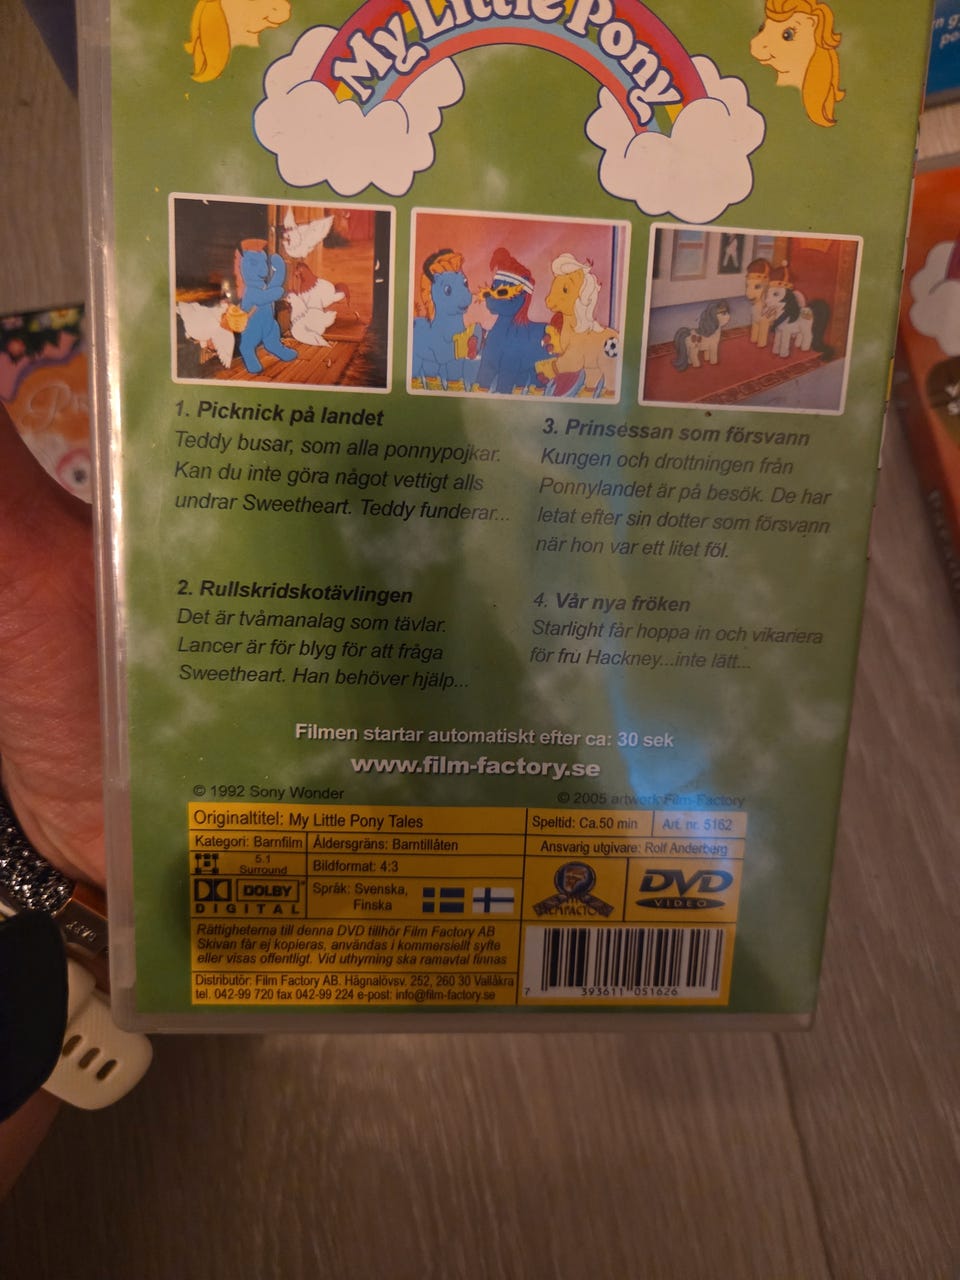 My Little Pony
1. Picknick på landet
Teddy busar, som alla ponnypojkar.
Kan du inte göra något vettigt alls
undrar Sweetheart. Teddy funderar...
2. Rullskridskotävlingen
Det är tvåmanalag som tävlar.
Lancer är för blyg för att fråga
Sweetheart. Han behöver hjälp...
3. Prinsessan som försvann
Kungen och drottningen från
Ponnylandet är på besök. De har
letat efter sin dotter som försvann
när hon var ett litet föl.
4. Vår nya fröken
Starlight får hoppa in och vikariera
för fru Hackney...inte lätt...
Filmen startar automatiskt efter ca: 30 sek
www.film-factory.se
© 1992 Sony Wonder
© 2005 artwork Film-Factory
Originaltitel: My Little Pony Tales
Speltid: Ca.50 min
Art. nr. 5162
Kategori: Barnfilm
Åldersgräns: Barntillåten
Ansvarig utgivare: Rolf Anderberg
5.1
Surround
Bildformat: 4:3
DOLBY
DIGITAL
Språk: Svenska,
Finska
FILMFACTORY
DVD
VIDEO
Rättigheterna till denna DVD tillhör Film Factory AB
Skivan får ej kopieras, användas i kommersiellt syfte
eller visas offentligt. Vid uthyrning ska ramavtal finnas
Distributör: Film Factory AB. Hägnalövsv. 252, 260 30 Vallåkra
tel. 042-99 720 fax 042-99 224 e-post: info@film-factory.se
7 393611 051626